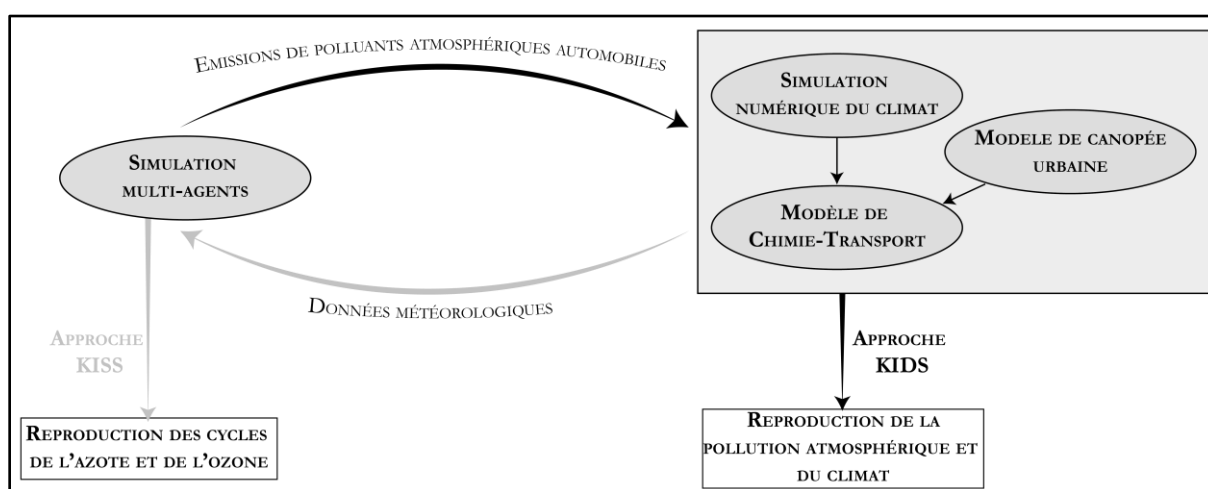 Emissions de polluants atmosphériques automobiles
Simulation
numérique du climat
Modele de canopée
urbaine
Simulation
multi-agents
Modèle de
Chimie-Transport
Données météorologiques
Approche
KISS
Approche
KIDS
Reproduction des cycles
de l'azote et de l'ozone
Reproduction de la
pollution atmosphérique et
du climat